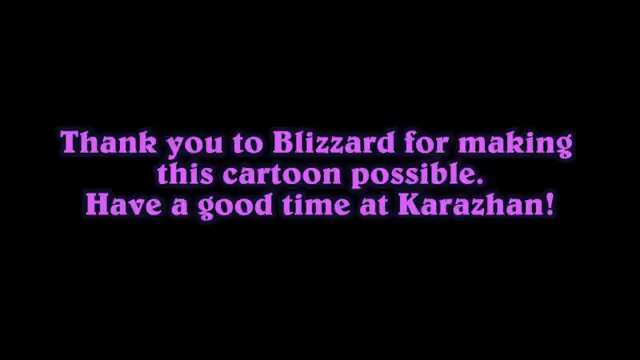 Thank you to Blizzard for making
this cartoon possible.
Have a good time at Karazhan!